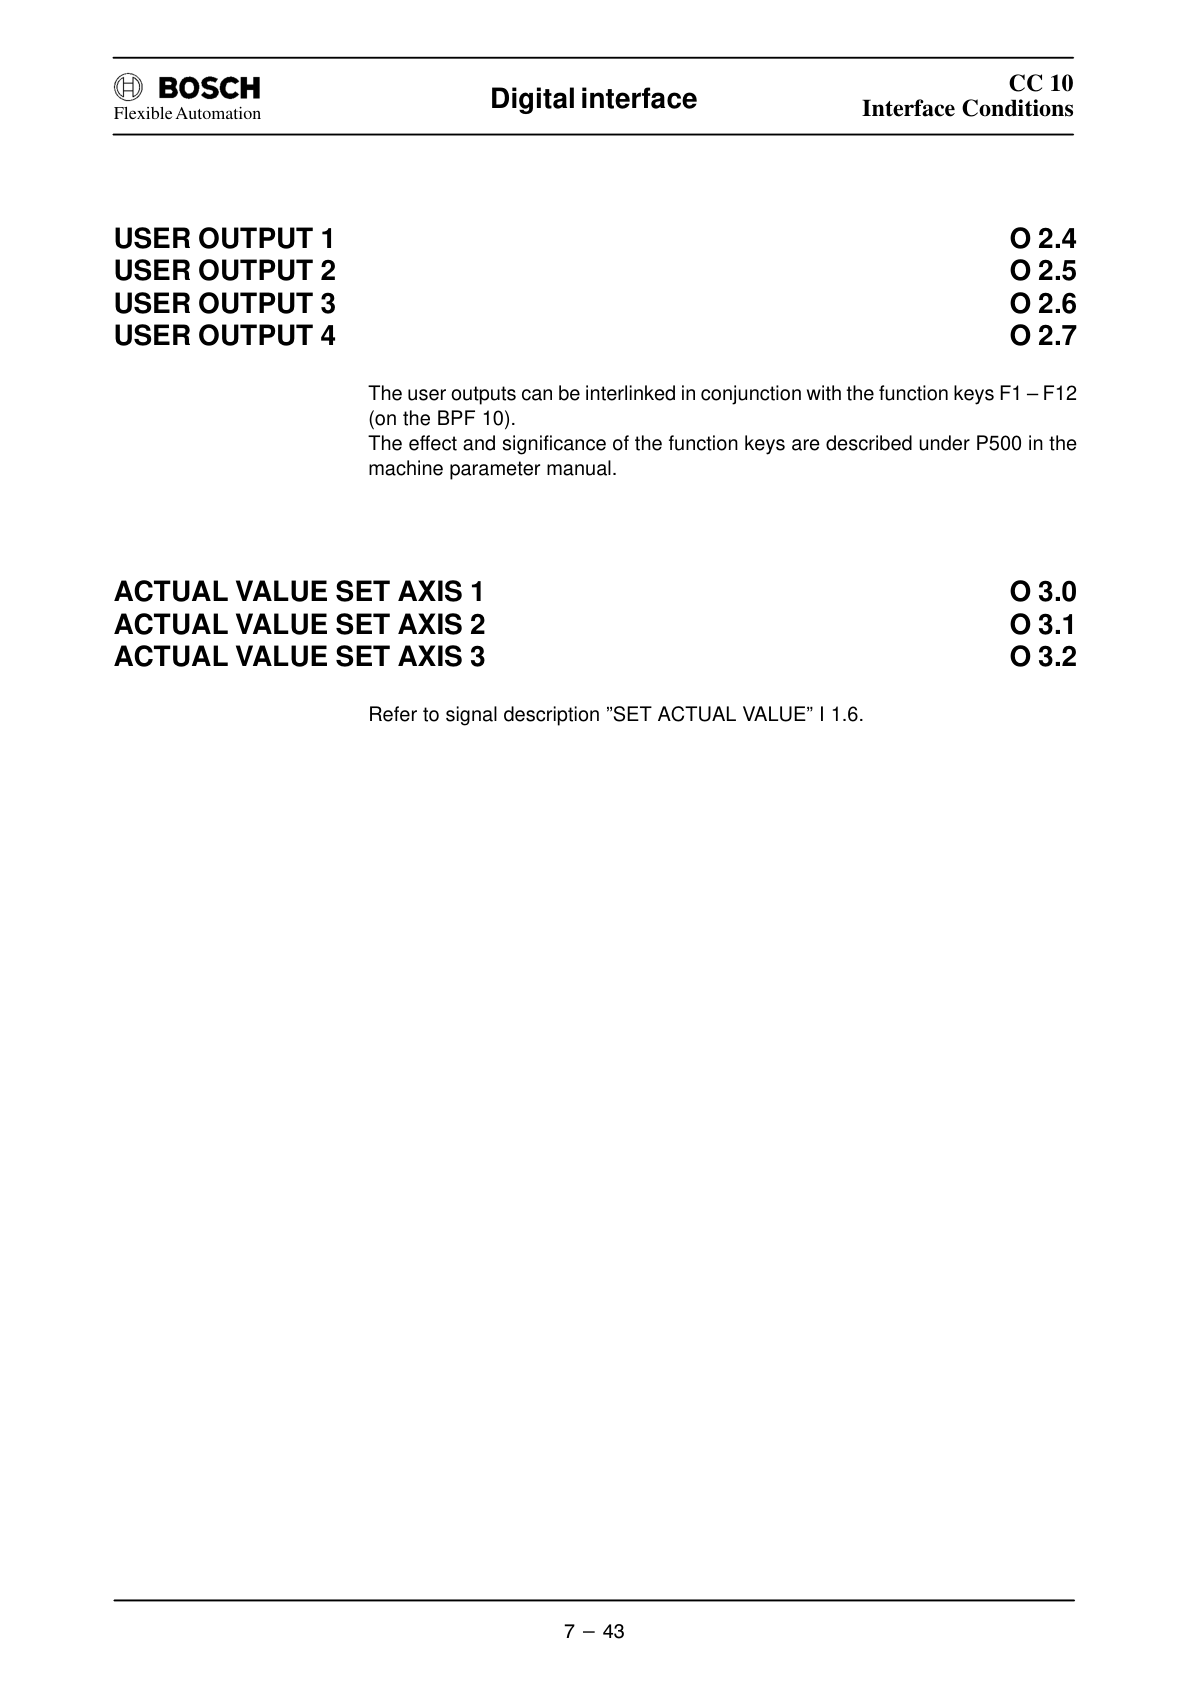 BOSCH
Flexible Automation
Digital interface
CC 10
Interface Conditions
USER OUTPUT 1 O 2.4
USER OUTPUT 2 O 2.5
USER OUTPUT 3 O 2.6
USER OUTPUT 4 O 2.7
The user outputs can be interlinked in conjunction with the function keys F1 – F12
(on the BPF 10).
The effect and significance of the function keys are described under P500 in the
machine parameter manual.
ACTUAL VALUE SET AXIS 1 O 3.0
ACTUAL VALUE SET AXIS 2 O 3.1
ACTUAL VALUE SET AXIS 3 O 3.2
Refer to signal description ”SET ACTUAL VALUE” I 1.6.
7 – 43